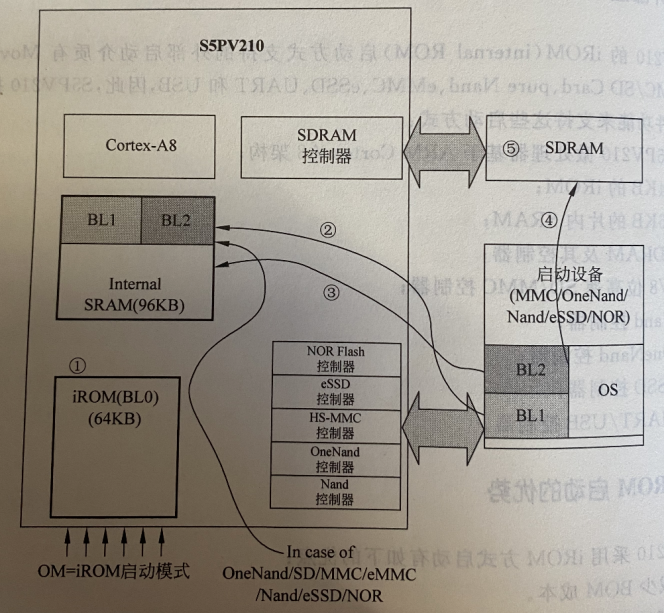 S5PV210
Cortex-A8
SDRAM
控制器
⑤
SDRAM
BL1
BL2
②
④
Internal
SRAM(96KB)
③
启动设备
(MMC/OneNand/
Nand/eSSD/NOR)
①
iROM(BL0)
(64KB)
NOR Flash
控制器
eSSD
控制器
HS-MMC
控制器
OneNand
控制器
Nand
控制器
BL2
BL1
OS
OM=iROM启动模式
In case of
OneNand/SD/MMC/eMMC
/Nand/eSSD/NOR